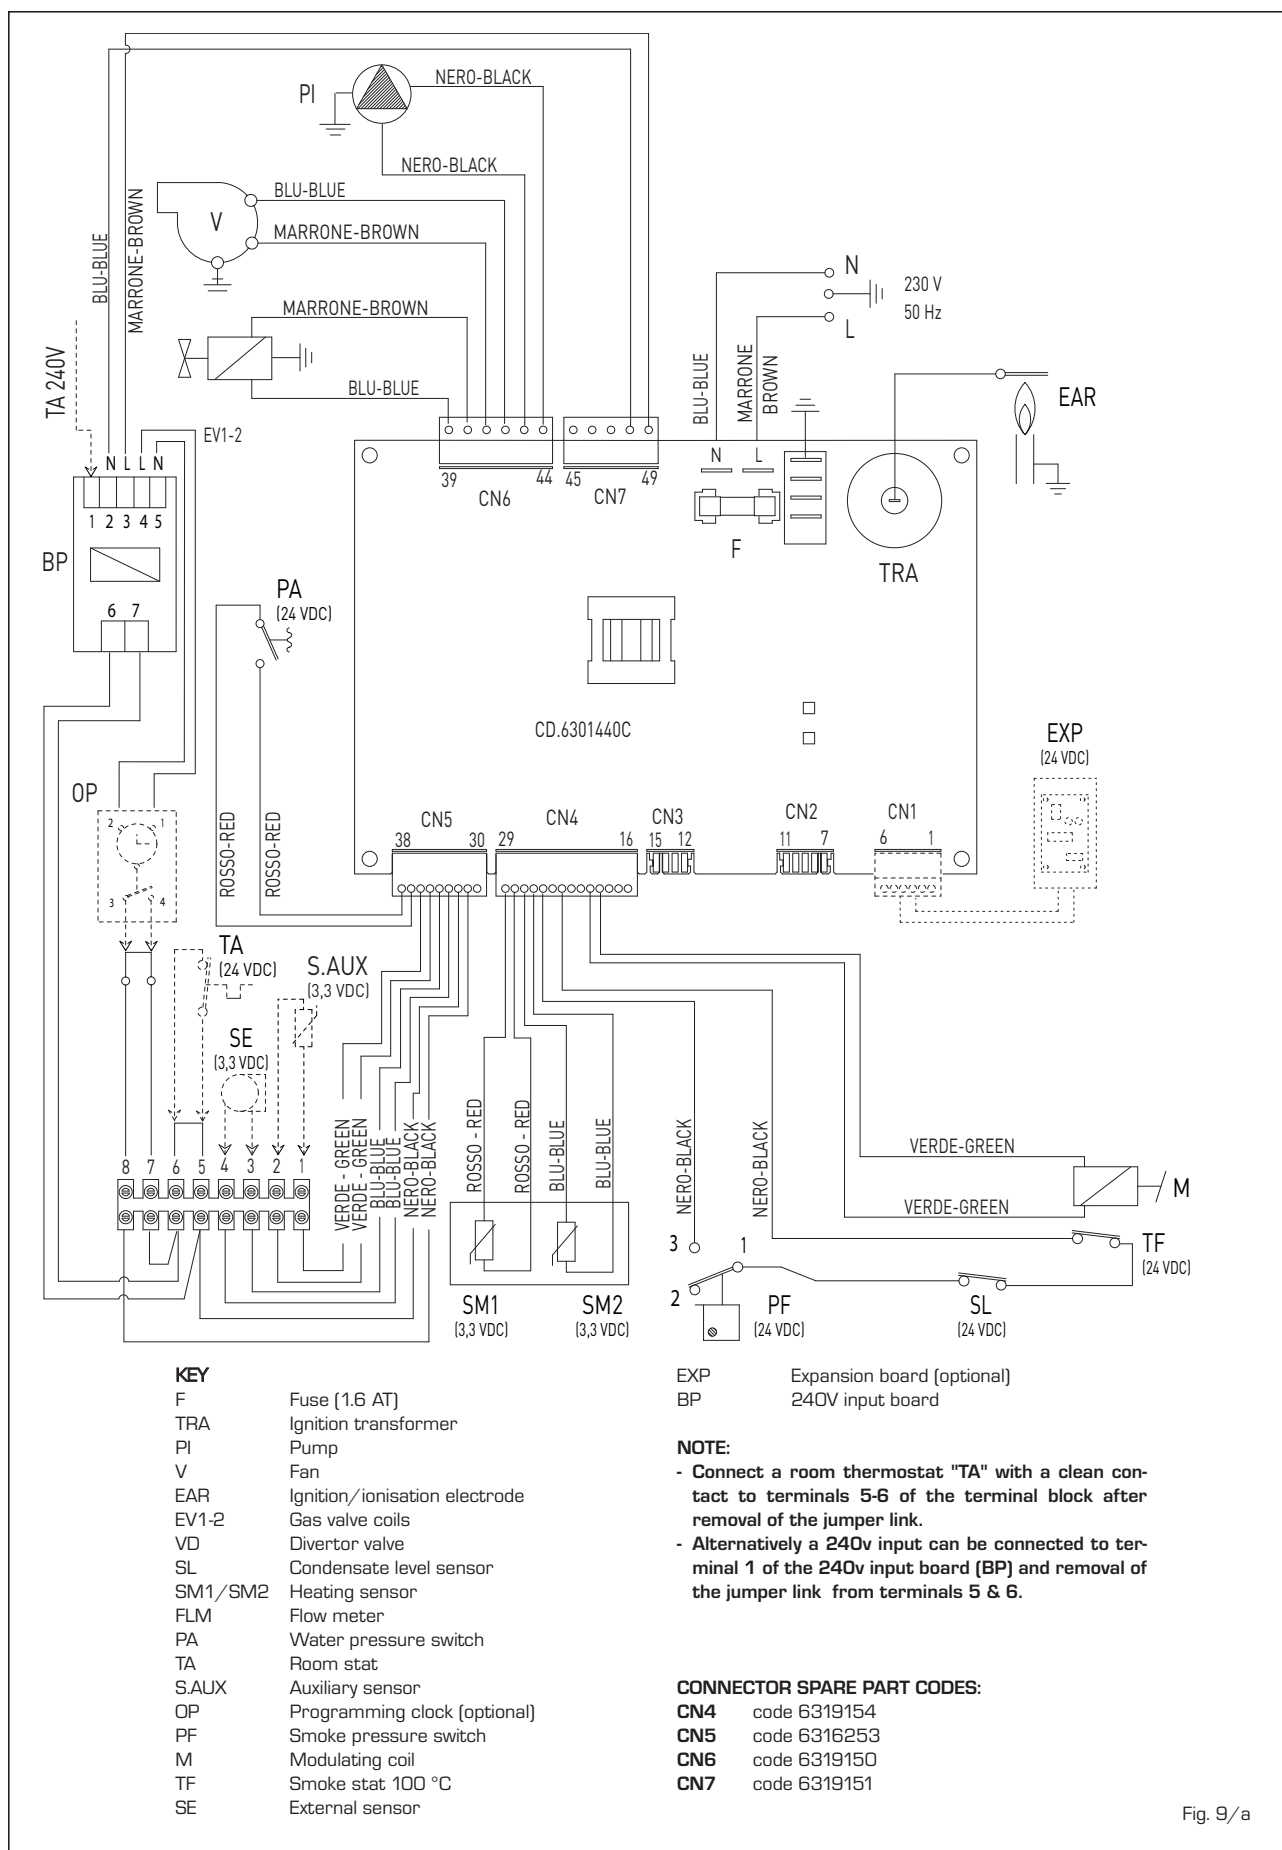 NERO-BLACK
PI
NERO-BLACK
BLU-BLUE
V
MARRONE-BROWN
BLU-BLUE
MARRONE-BROWN
MARRONE-BROWN
BLU-BLUE
TA 240V
EV1-2
N L L N
1 2 3 4 5
BP
6 7
N
230 V
50 Hz
L
BLU-BLUE
MARRONE
BROWN
EAR
N L
F
TRA
39 44 45 49
CN6 CN7
PA
(24 VDC)
CD.6301440C
EXP
(24 VDC)
OP
2 1
3 4
ROSSO-RED
ROSSO-RED
CN5 CN4 CN3 CN2 CN1
38 30 29 16 15 12 11 7 6 1
TA
(24 VDC)
S.AUX
(3,3 VDC)
SE
(3,3 VDC)
8 7 6 5 4 3 2 1
VERDE - GREEN
VERDE - GREEN
BLU-BLUE
BLU-BLUE
NERO-BLACK
NERO-BLACK
ROSSO - RED
ROSSO - RED
BLU-BLUE
BLU-BLUE
NERO-BLACK
NERO-BLACK
VERDE-GREEN
M
VERDE-GREEN
3 1
2
TF
(24 VDC)
SM1
(3,3 VDC)
SM2
(3,3 VDC)
PF
(24 VDC)
SL
(24 VDC)
KEY
F Fuse (1.6 AT)
TRA Ignition transformer
PI Pump
V Fan
EAR Ignition/ionisation electrode
EV1-2 Gas valve coils
VD Divertor valve
SL Condensate level sensor
SM1/SM2 Heating sensor
FLM Flow meter
PA Water pressure switch
TA Room stat
S.AUX Auxiliary sensor
OP Programming clock (optional)
PF Smoke pressure switch
M Modulating coil
TF Smoke stat 100 °C
SE External sensor
EXP Expansion board (optional)
BP 240V input board
NOTE:
- Connect a room thermostat "TA" with a clean con-
tact to terminals 5-6 of the terminal block after
removal of the jumper link.
- Alternatively a 240v input can be connected to ter-
minal 1 of the 240v input board (BP) and removal of
the jumper link from terminals 5 & 6.
CONNECTOR SPARE PART CODES:
CN4 code 6319154
CN5 code 6316253
CN6 code 6319150
CN7 code 6319151
Fig. 9/a